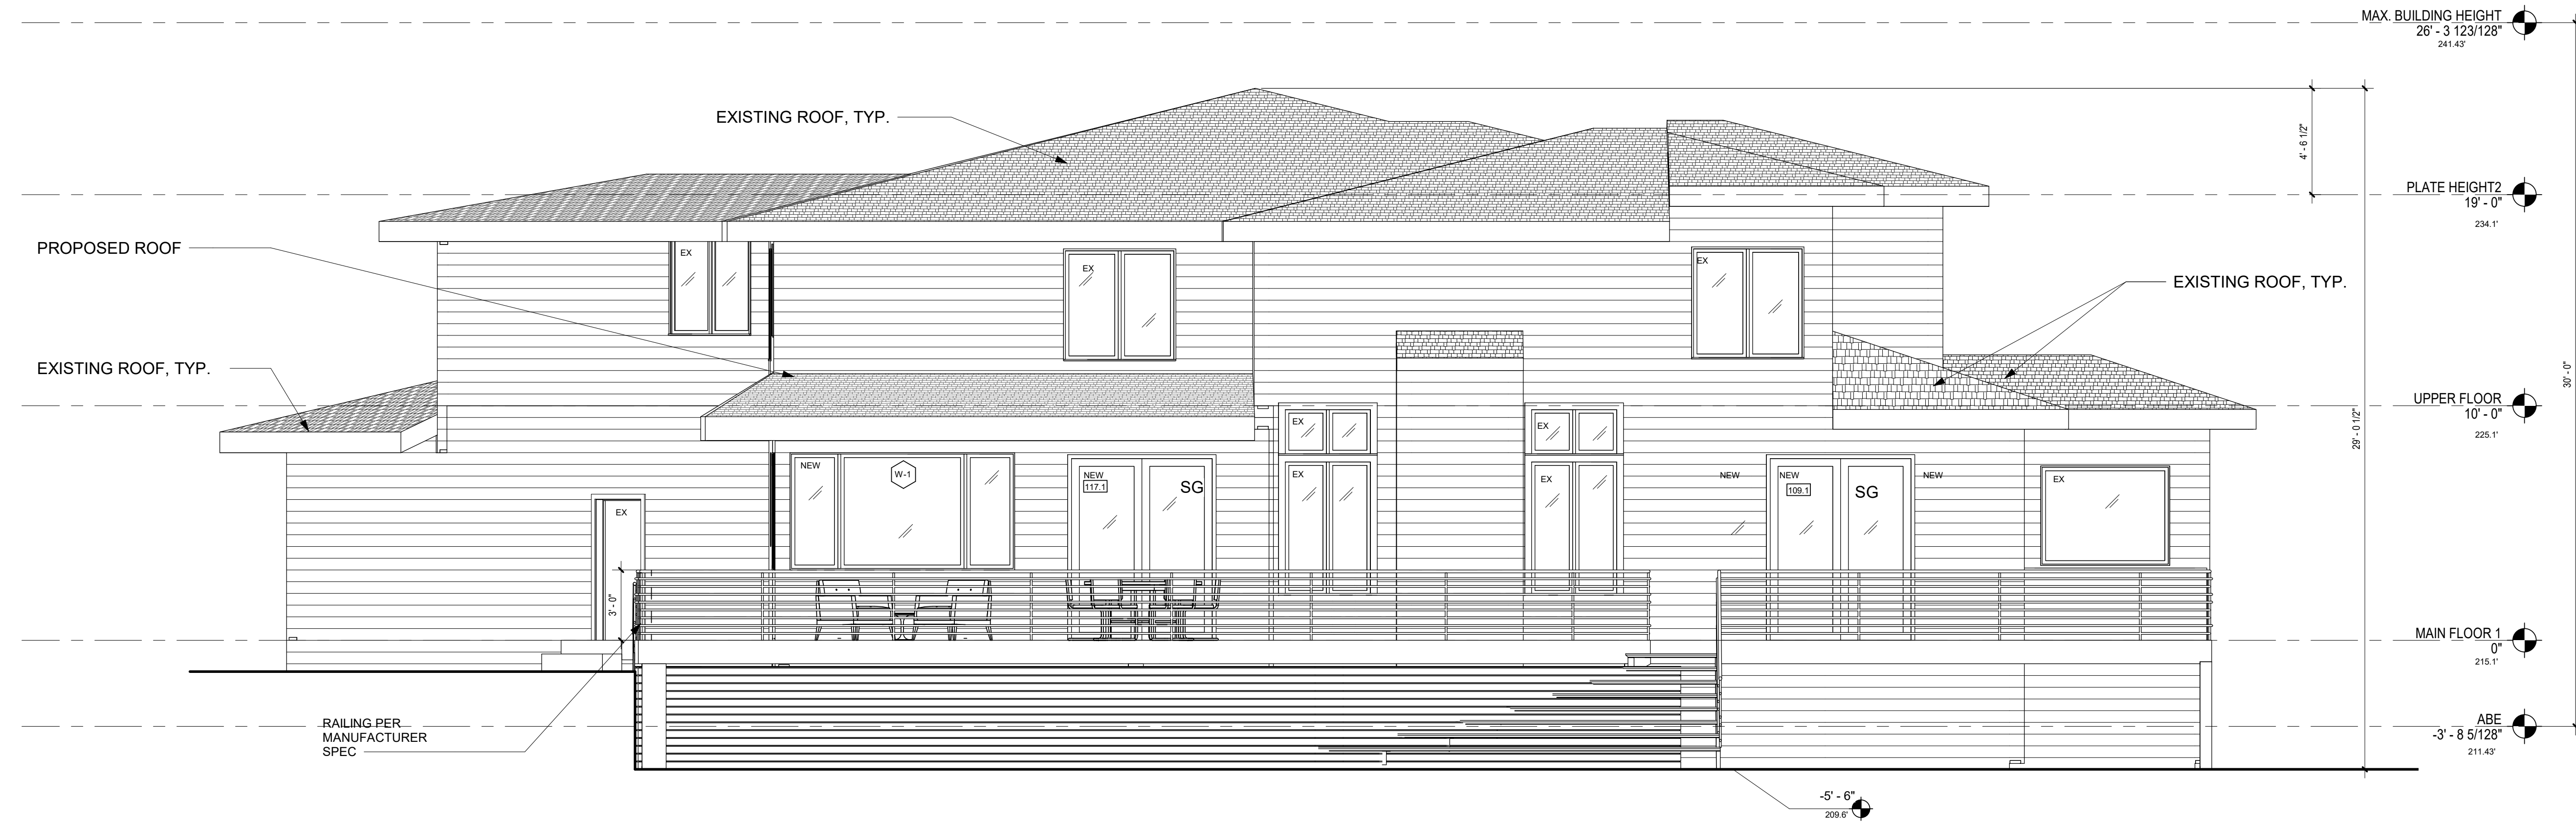 MAX. BUILDING HEIGHT
26' - 3 123/128"
241.43'
EXISTING ROOF, TYP.
4' - 6 1/2"
PLATE HEIGHT2
19' - 0"
234.1'
PROPOSED ROOF
EX
EX
EX
EXISTING ROOF, TYP.
EXISTING ROOF, TYP.
30' - 0"
UPPER FLOOR
10' - 0"
225.1'
29' - 0 1/2"
EX
EX
NEW
W-1
NEW
117.1
SG
EX
EX
NEW
NEW
109.1
SG
NEW
EX
EX
3' - 0"
MAIN FLOOR 1
0"
215.1'
RAILING PER
MANUFACTURER
SPEC
ABE
-3' - 8 5/128"
211.43'
-5' - 6"
209.6'